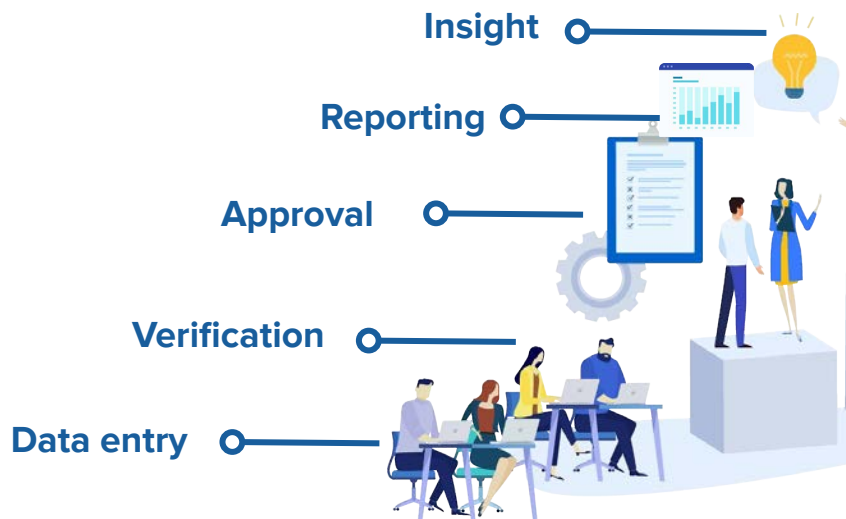 Insight
Reporting
Approval
Verification
Data entry